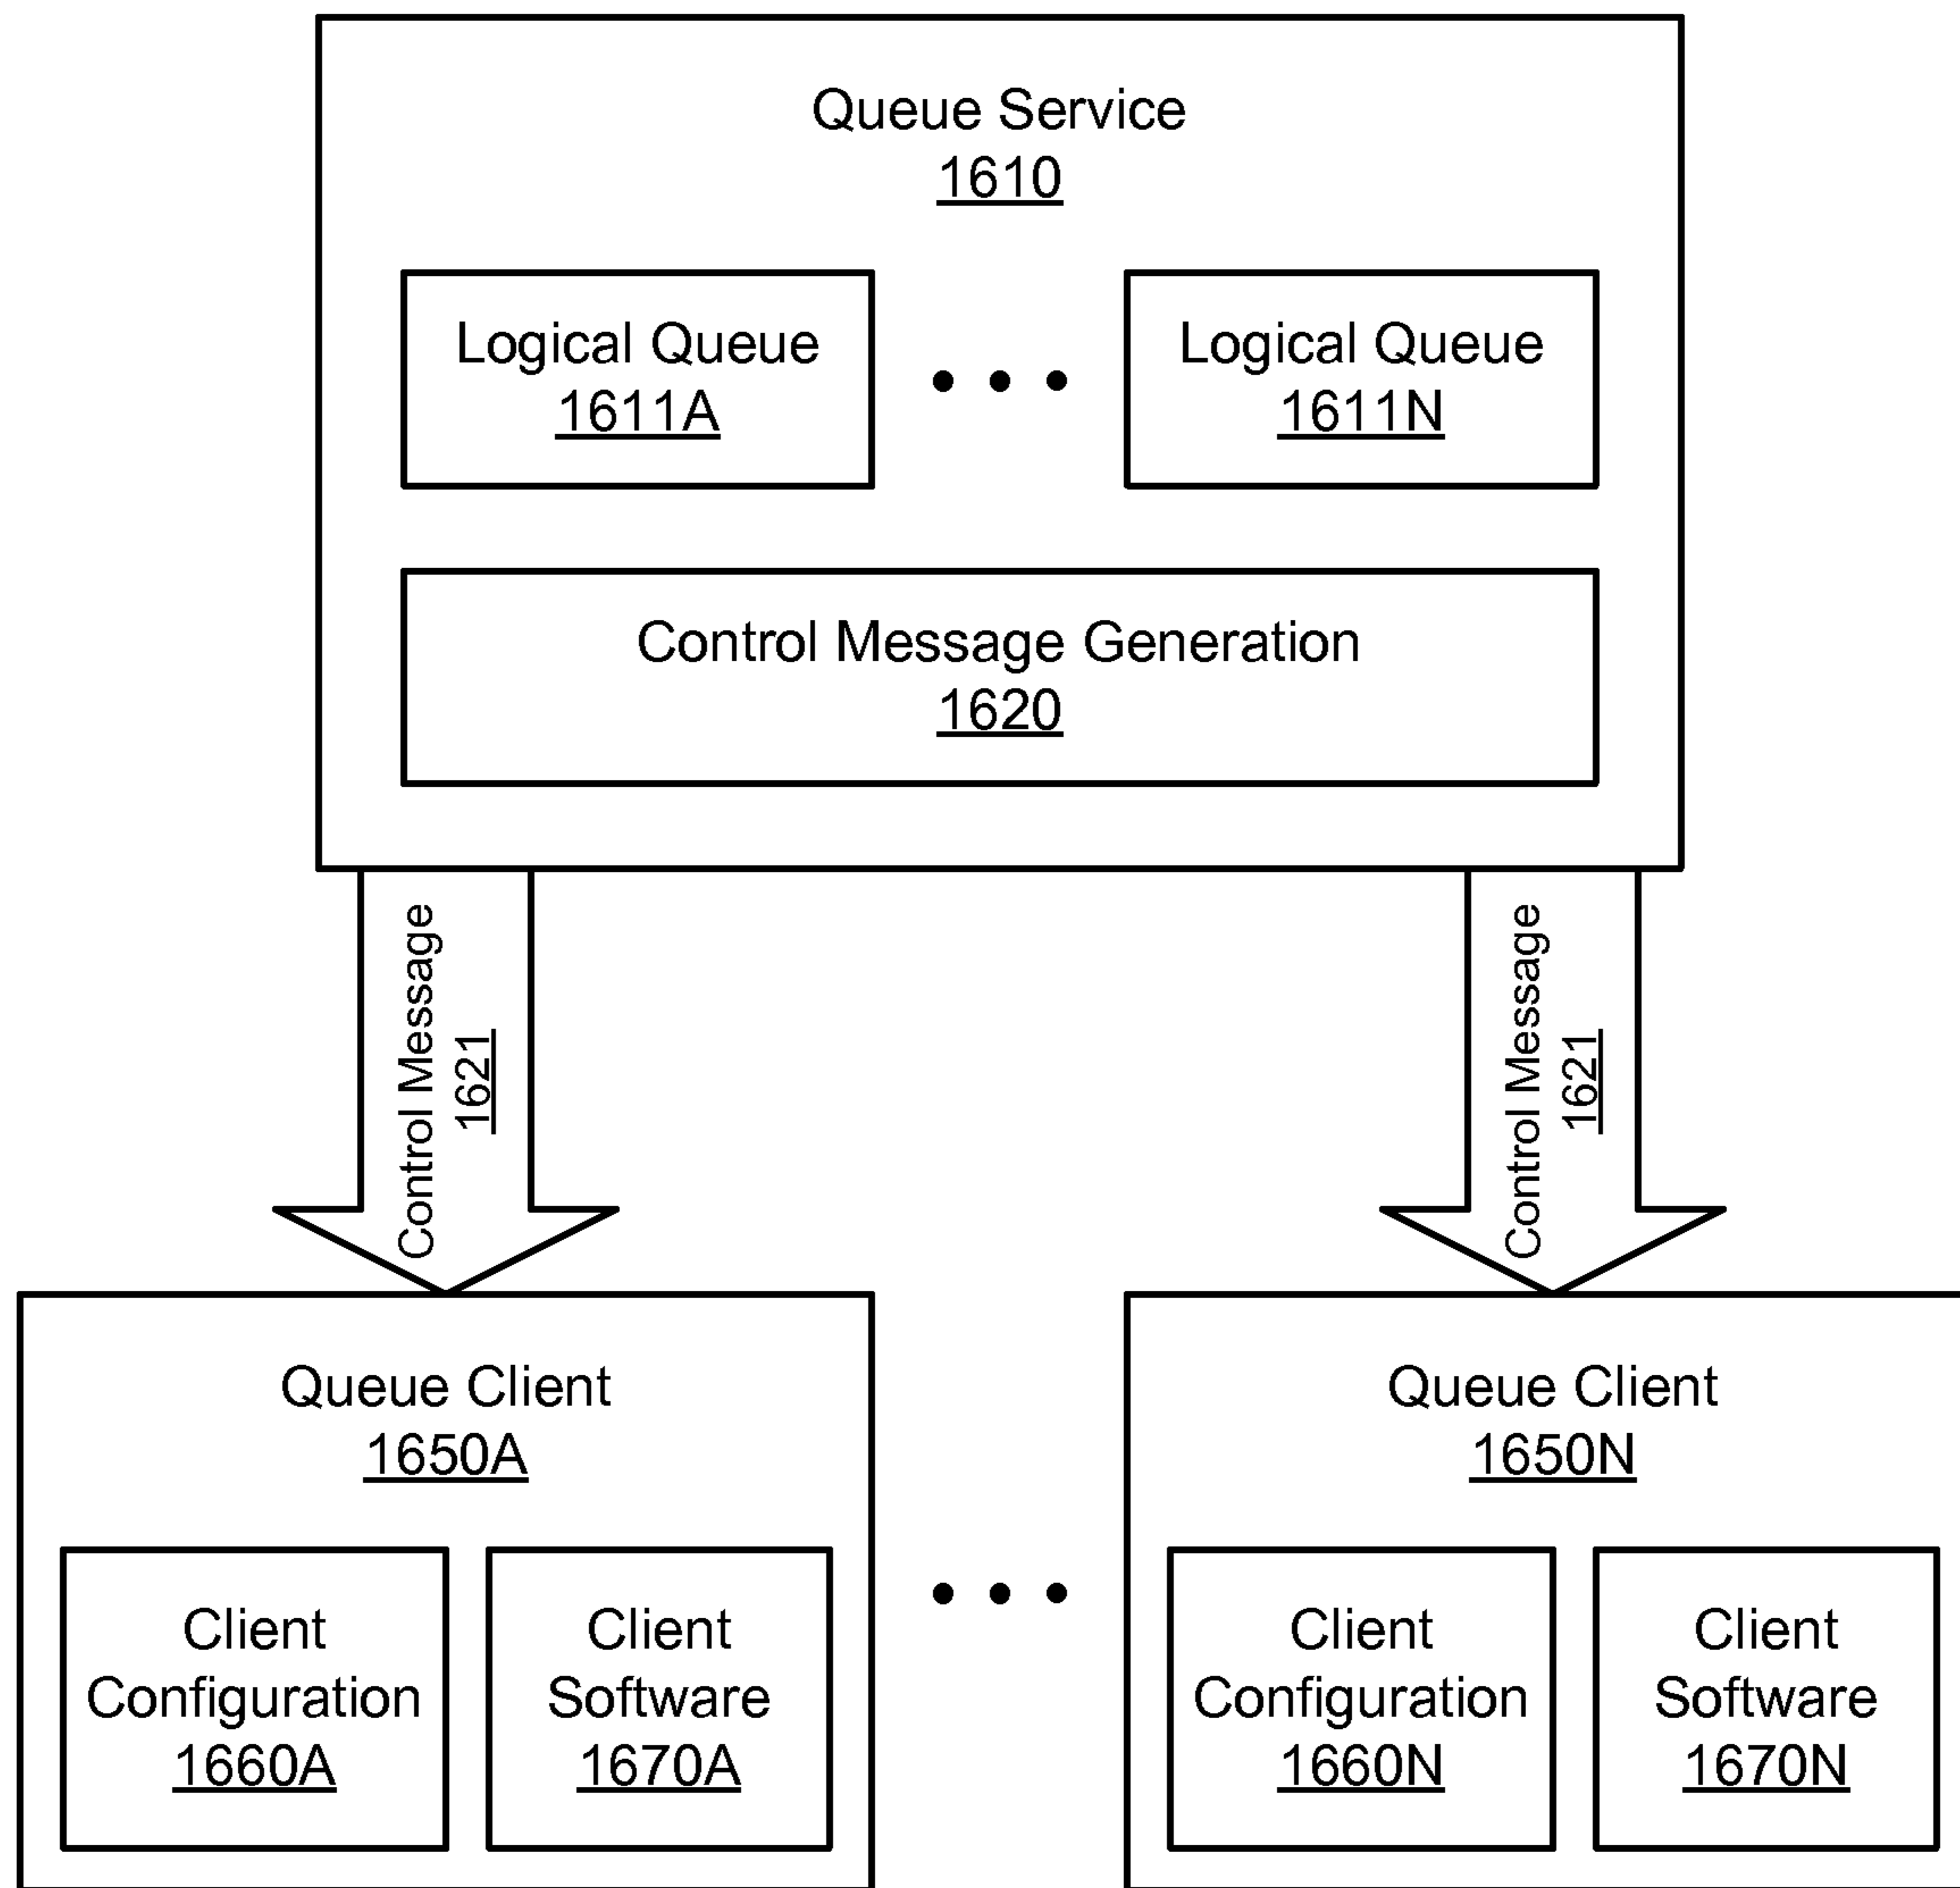 Queue Service
1610
Logical Queue
1611A
Logical Queue
1611N
Control Message Generation
1620
Control Message
1621
Control Message
1621
Queue Client
1650A
Client
Configuration
1660A
Client
Software
1670A
Queue Client
1650N
Client
Configuration
1660N
Client
Software
1670N